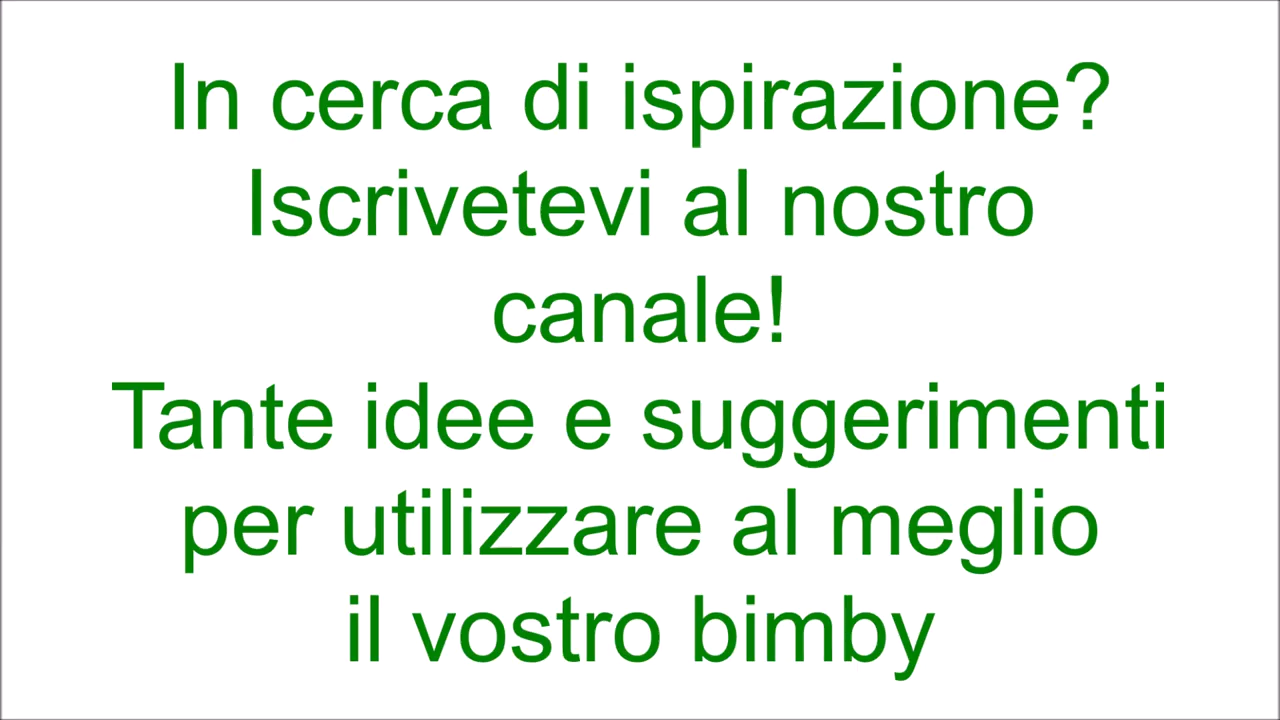 In cerca di ispirazione?
Iscrivetevi al nostro
canale!
Tante idee e suggerimenti
per utilizzare al meglio
il vostro bimby